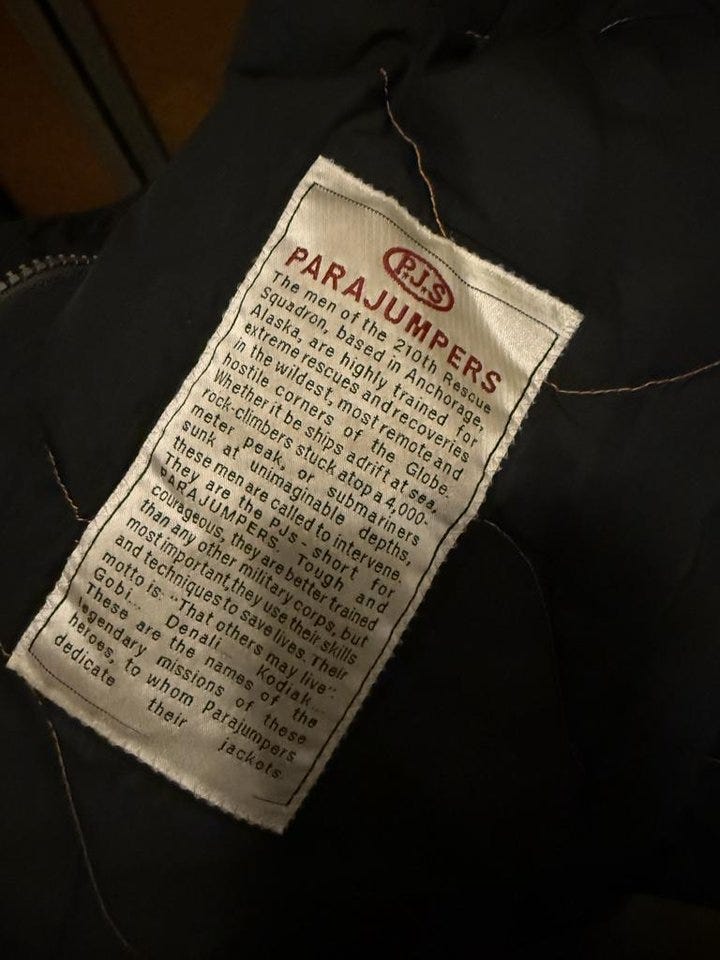 P.J.S
PARAJUMPERS
The men of the 210th Rescue
Squadron, based in Anchorage
Alaska, are highly trained for
extreme rescues and recoveries
in the wildest, most remote and
hostile corners of the Globe.
Whether it be ships adrift at sea,
rock-climbers stuck atop a 4,000-
meter peak, or submariners
sunk at unimaginable depths,
these men are called to intervene.
They are the PJs - short for
PARAJUMPERS. Tough and
courageous, they are better trained
than any other military corps, but
most important, they use their skills
and techniques to save lives. Their
motto is: "That others may live".
Gobi... Denali... Kodiak...
These are the names of the
legendary missions of these
heroes, to whom Parajumpers
dedicate their jackets